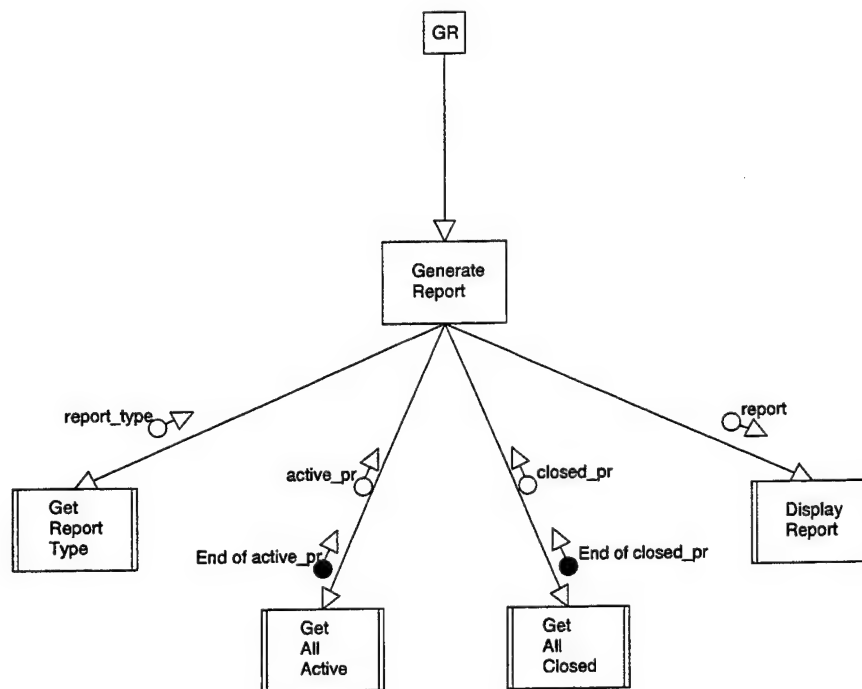 GR
Generate
Report
report_type
report
active_pr
closed_pr
Get
Report
Type
Display
Report
End of active_pr
End of closed_pr
Get
All
Active
Get
All
Closed